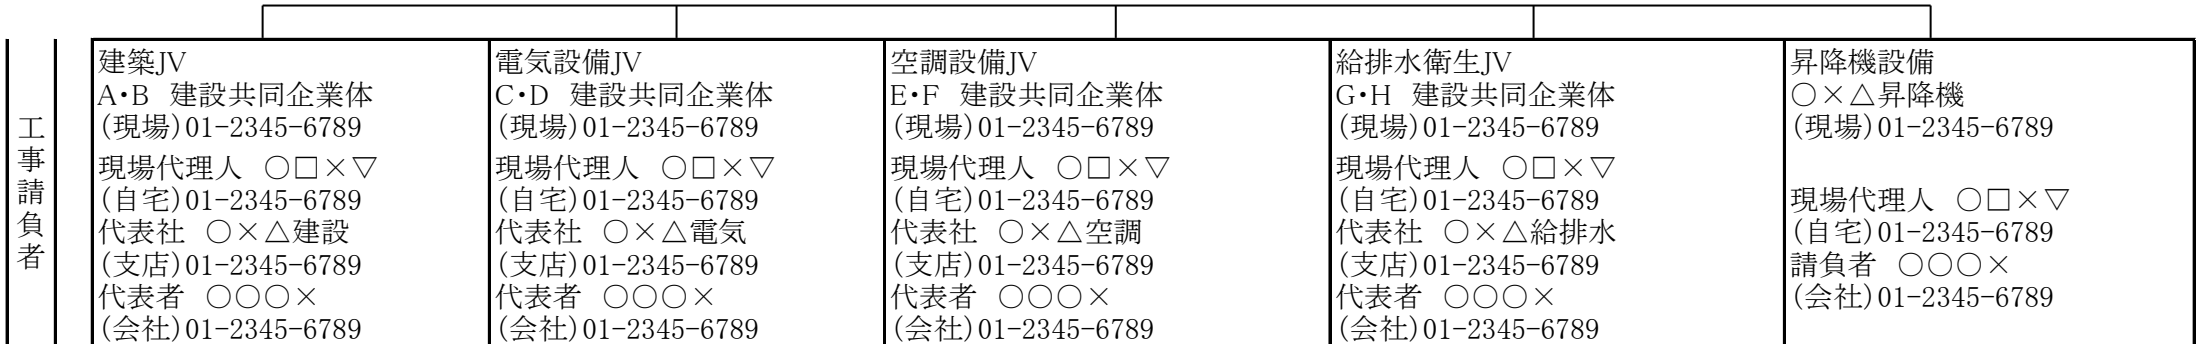 工事請負者
建築JV
A・B 建設共同企業体
(現場)01-2345-6789
現場代理人 ○□×▽
(自宅)01-2345-6789
代表社 ○×△建設
(支店)01-2345-6789
代表者 ○○○×
(会社)01-2345-6789
電気設備JV
C・D 建設共同企業体
(現場)01-2345-6789
現場代理人 ○□×▽
(自宅)01-2345-6789
代表社 ○×△電気
(支店)01-2345-6789
代表者 ○○○×
(会社)01-2345-6789
空調設備JV
E・F 建設共同企業体
(現場)01-2345-6789
現場代理人 ○□×▽
(自宅)01-2345-6789
代表社 ○×△空調
(支店)01-2345-6789
代表者 ○○○×
(会社)01-2345-6789
給排水衛生JV
G・H 建設共同企業体
(現場)01-2345-6789
現場代理人 ○□×▽
(自宅)01-2345-6789
代表社 ○×△給排水
(支店)01-2345-6789
代表者 ○○○×
(会社)01-2345-6789
昇降機設備
○×△昇降機
(現場)01-2345-6789
現場代理人 ○□×▽
(自宅)01-2345-6789
請負者 ○○○×
(会社)01-2345-6789